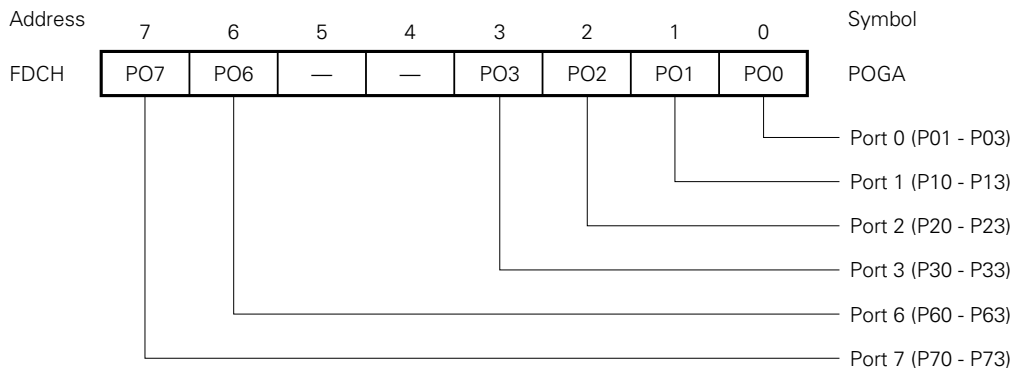 Address 7 6 5 4 3 2 1 0 Symbol
FDCH PO7 PO6 — — PO3 PO2 PO1 PO0 POGA
Port 0 (P01 - P03)
Port 1 (P10 - P13)
Port 2 (P20 - P23)
Port 3 (P30 - P33)
Port 6 (P60 - P63)
Port 7 (P70 - P73)